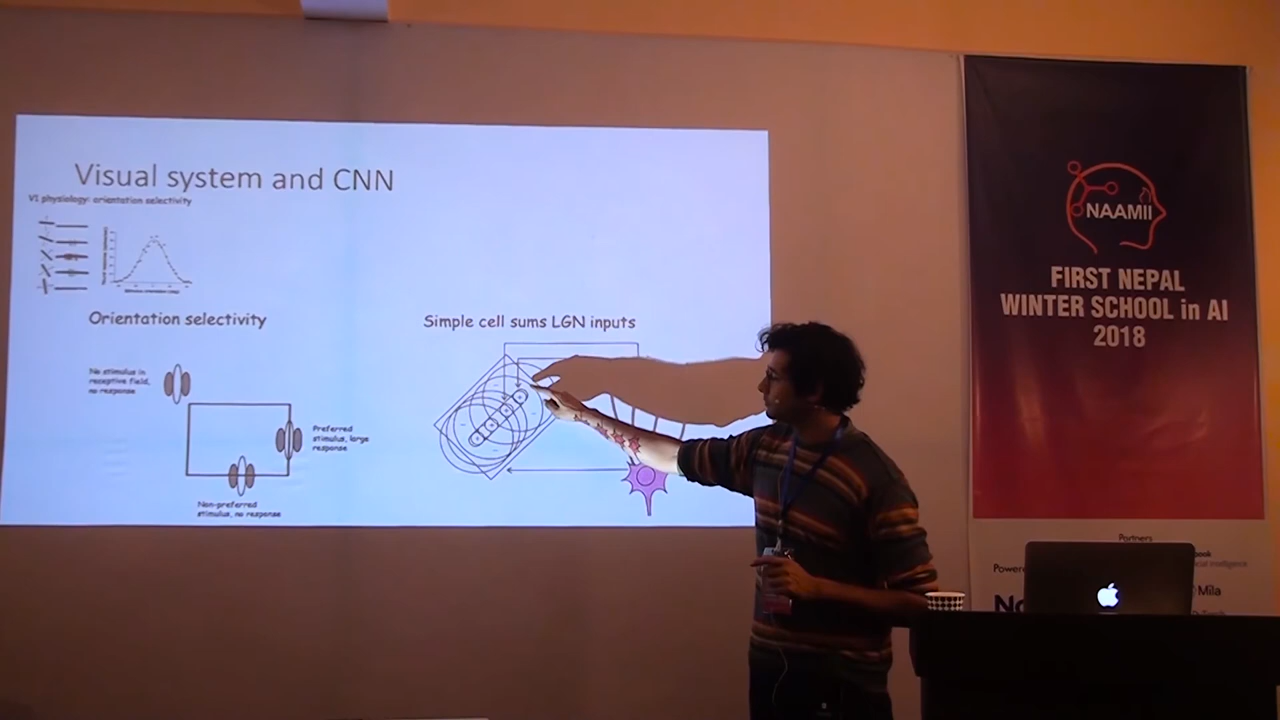 Visual system and CNN
V1 physiology: orientation selectivity
Orientation selectivity
No stimulus in
receptive field,
no response
Preferred
stimulus, large
response
Non-preferred
stimulus, no response
Simple cell sums LGN inputs
NAAMII
FIRST NEPAL
WINTER SCHOOL in AI
2018
Partners
Mila